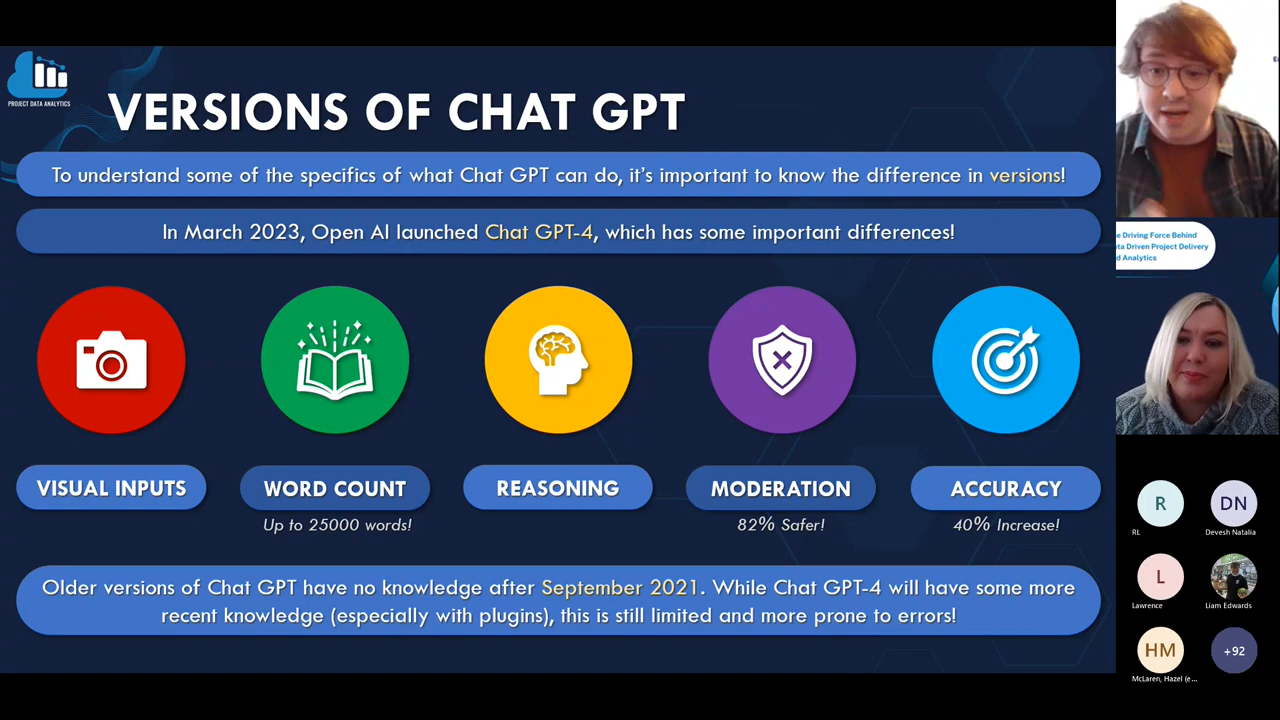 PROJECT DATA ANALYTICS
VERSIONS OF CHAT GPT
To understand some of the specifics of what Chat GPT can do, it's important to know the difference in versions!
In March 2023, Open AI launched Chat GPT-4, which has some important differences!
VISUAL INPUTS
WORD COUNT
Up to 25000 words!
REASONING
MODERATION
82% Safer!
ACCURACY
40% Increase!
Older versions of Chat GPT have no knowledge after September 2021. While Chat GPT-4 will have some more
recent knowledge (especially with plugins), this is still limited and more prone to errors!
e Driving Force Behind
ta Driven Project Delivery
d Analytics
R
RL
DN
Devesh Natalia
L
Lawrence
Liam Edwards
HM
McLaren, Hazel (e...
+92